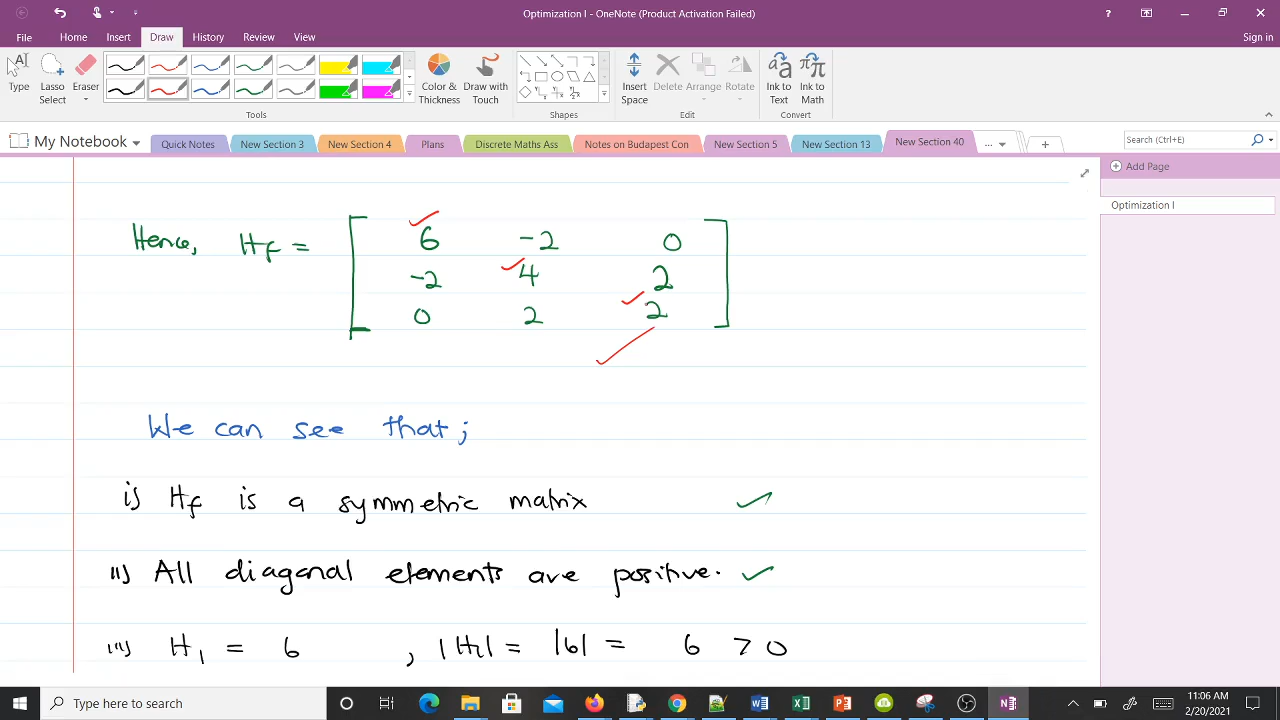 Optimization I - OneNote (Product Activation Failed)
File Home Insert Draw History Review View
Sign in
Type Lasso Select Eraser Color & Thickness Draw with Touch Insert Space Delete Arrange Rotate Ink to Text Ink to Math
Tools Shapes Edit Convert
My Notebook Quick Notes New Section 3 New Section 4 Plans Discrete Maths Ass Notes on Budapest Con New Section 5 New Section 13 New Section 40 ...
Search (Ctrl+E)
Add Page
Optimization I
Hence, Hf = [ 6 -2 0
-2 4 2
0 2 2 ]
We can see that;
i) Hf is a symmetric matrix
ii) All diagonal elements are positive.
iii) H1 = 6 , |H1| = |6| = 6 > 0
Type here to search
11:06 AM
2/20/2021